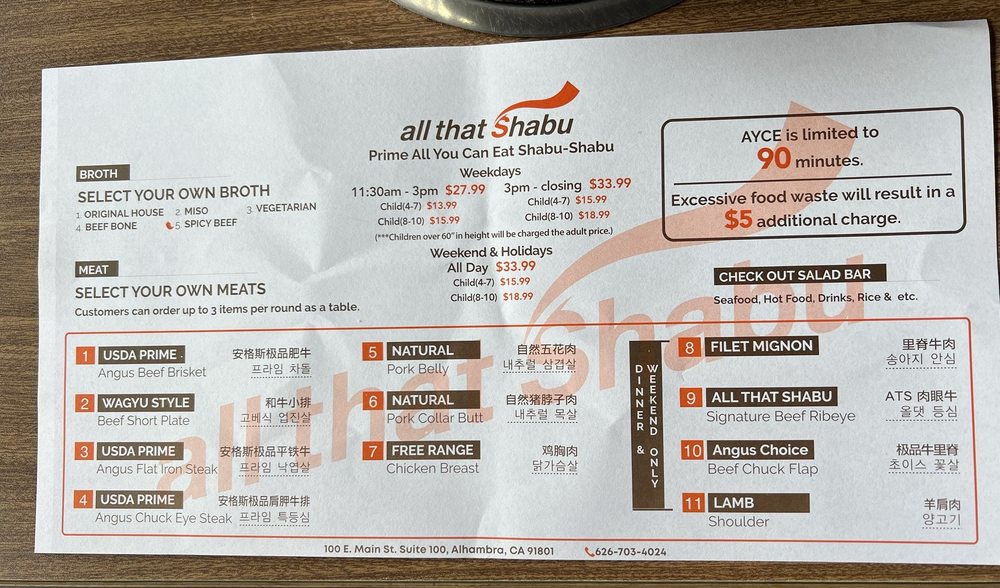 all that Shabu
Prime All You Can Eat Shabu-Shabu
Weekdays
11:30am - 3pm $27.99 3pm - closing $33.99
Child(4-7) $13.99 Child(4-7) $15.99
Child(8-10) $15.99 Child(8-10) $18.99
(***Children over 60" in height will be charged the adult price.)
Weekend & Holidays
All Day $33.99
Child(4-7) $15.99
Child(8-10) $18.99
AYCE is limited to
90 minutes.
Excessive food waste will result in a
$5 additional charge.
BROTH
SELECT YOUR OWN BROTH
1. ORIGINAL HOUSE 2. MISO 3. VEGETARIAN
4. BEEF BONE 5. SPICY BEEF
MEAT
SELECT YOUR OWN MEATS
Customers can order up to 3 items per round as a table.
CHECK OUT SALAD BAR
Seafood, Hot Food, Drinks, Rice & etc.
1 USDA PRIME . 安格斯极品肥牛
Angus Beef Brisket 프라임 차돌
2 WAGYU STYLE 和牛小排
Beef Short Plate 고베식 업진살
3 USDA PRIME 安格斯极品平铁牛
Angus Flat Iron Steak 프라임 낙엽살
4 USDA PRIME 安格斯极品肩胛牛排
Angus Chuck Eye Steak 프라임 특등심
5 NATURAL 自然五花肉
Pork Belly 내추럴 삼겹살
6 NATURAL 自然猪脖子肉
Pork Collar Butt 내추럴 목살
7 FREE RANGE 鸡胸肉
Chicken Breast 닭가슴살
DINNER &
WEEKEND ONLY
8 FILET MIGNON 里脊牛肉
송아지 안심
9 ALL THAT SHABU ATS 肉眼牛
Signature Beef Ribeye 올댓 등심
10 Angus Choice 极品牛里脊
Beef Chuck Flap 초이스 꽃살
11 LAMB 羊肩肉
Shoulder 양고기
all that Shabu
100 E. Main St. Suite 100, Alhambra, CA 91801 626-703-4024